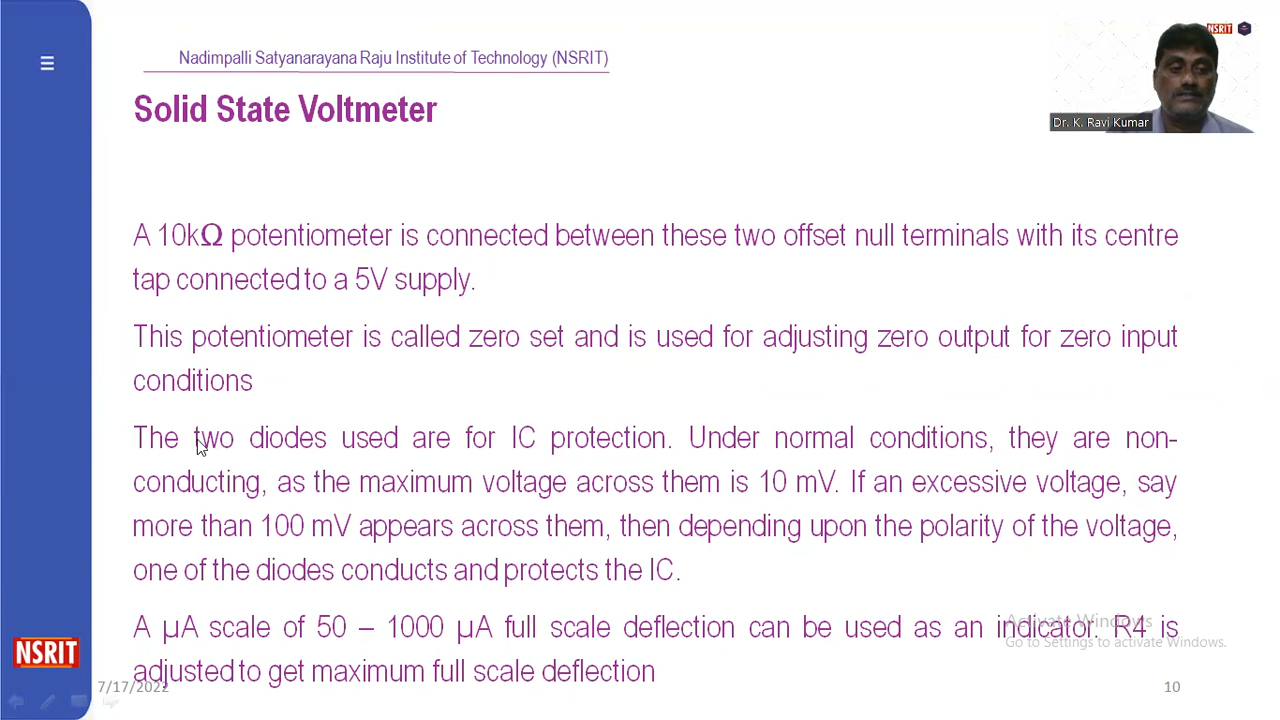 Nadimpalli Satyanarayana Raju Institute of Technology (NSRIT)
NSRIT
Solid State Voltmeter
Dr. K. Ravi Kumar
A 10kΩ potentiometer is connected between these two offset null terminals with its centre
tap connected to a 5V supply.
This potentiometer is called zero set and is used for adjusting zero output for zero input
conditions
The two diodes used are for IC protection. Under normal conditions, they are non-
conducting, as the maximum voltage across them is 10 mV. If an excessive voltage, say
more than 100 mV appears across them, then depending upon the polarity of the voltage,
one of the diodes conducts and protects the IC.
A µA scale of 50 – 1000 µA full scale deflection can be used as an indicator. R4 is
adjusted to get maximum full scale deflection
Activate Windows
Go to Settings to activate Windows.
NSRIT
7/17/2022
10